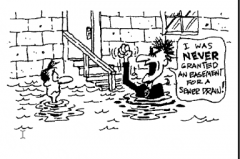 I WAS
NEVER
GRANTED
AN EASEMENT
FOR A
SEWER DRAIN!